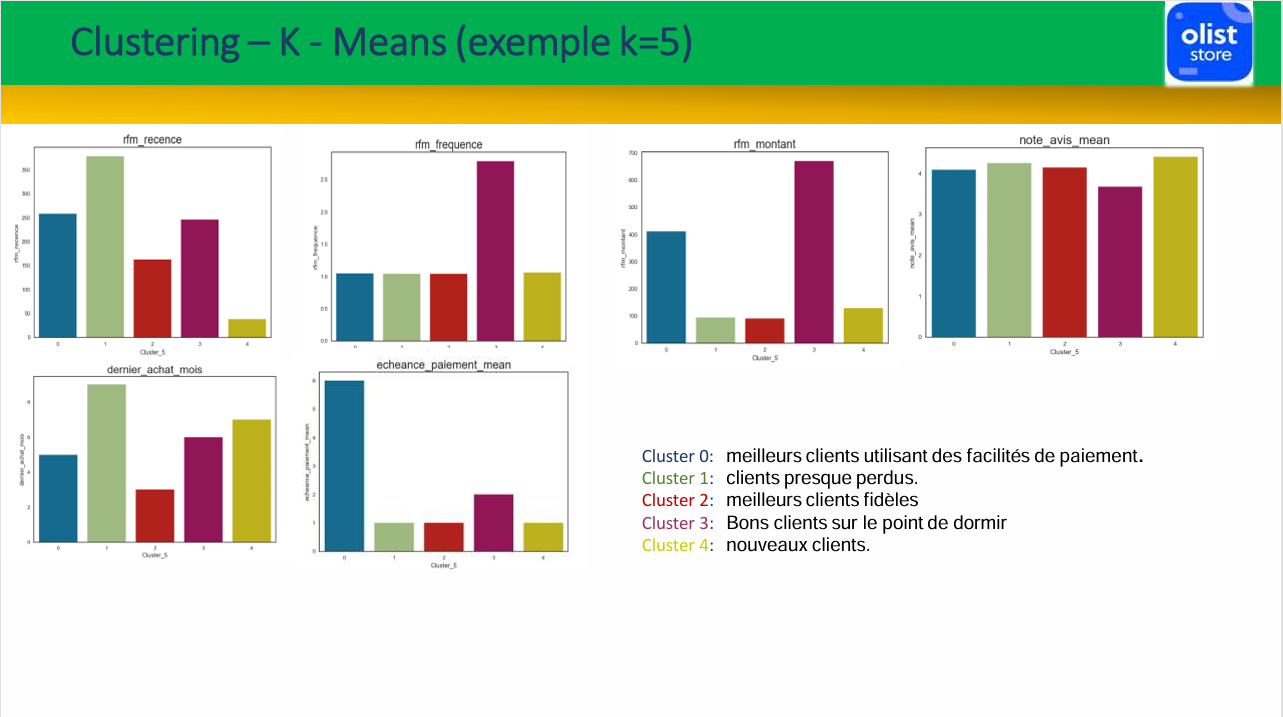 Clustering – K - Means (exemple k=5)
olist
store
rfm_recence
rfm_recence
350
300
250
200
150
100
50
0
0 1 2 3 4
Cluster_5
rfm_frequence
rfm_frequence
2.5
2.0
1.5
1.0
0.5
0.0
rfm_montant
rfm_montant
700
600
500
400
300
200
100
0
0 1 2 3 4
Cluster_5
note_avis_mean
note_avis_mean
4
3
2
1
0
0 1 2 3 4
Cluster_5
dernier_achat_mois
dernier_achat_mois
8
6
4
2
0
0 1 2 3 4
Cluster_5
echeance_paiement_mean
echeance_paiement_mean
6
5
4
3
2
1
0
0 1 2 3 4
Cluster_5
Cluster 0: meilleurs clients utilisant des facilités de paiement.
Cluster 1: clients presque perdus.
Cluster 2: meilleurs clients fidèles
Cluster 3: Bons clients sur le point de dormir
Cluster 4: nouveaux clients.